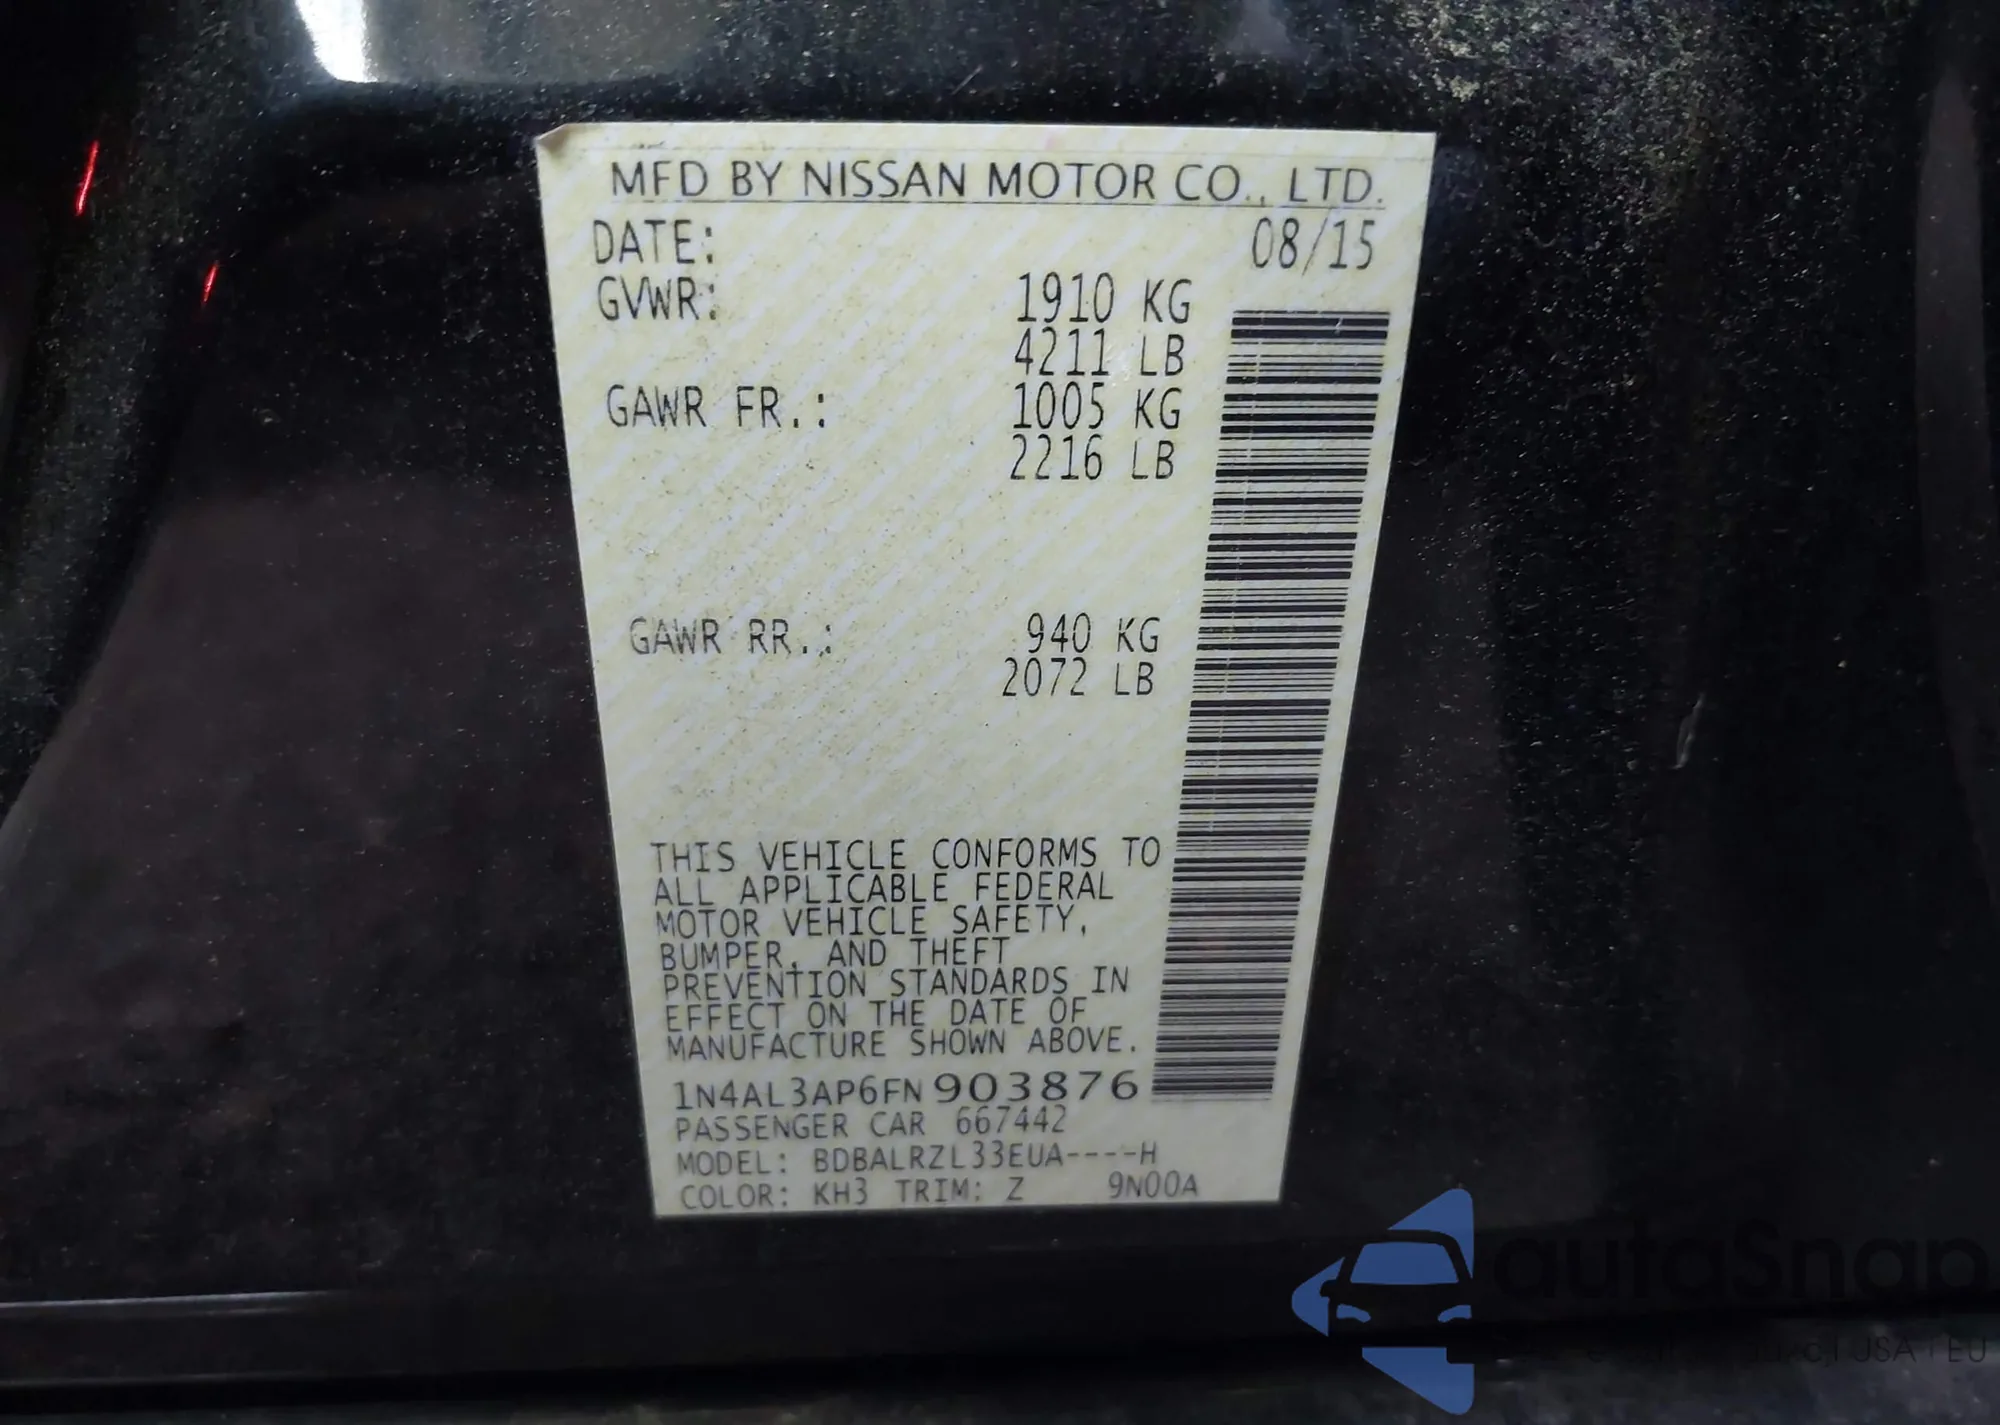 MFD BY NISSAN MOTOR CO., LTD.
DATE: 08/15
GVWR: 1910 KG
4211 LB
GAWR FR.: 1005 KG
2216 LB
GAWR RR.: 940 KG
2072 LB
THIS VEHICLE CONFORMS TO
ALL APPLICABLE FEDERAL
MOTOR VEHICLE SAFETY,
BUMPER, AND THEFT
PREVENTION STANDARDS IN
EFFECT ON THE DATE OF
MANUFACTURE SHOWN ABOVE.
1N4AL3AP6FN903876
PASSENGER CAR 667442
MODEL: BDBALRZL33EUA----H
COLOR: KH3 TRIM: Z 9N00A
autoSnap
USA EU